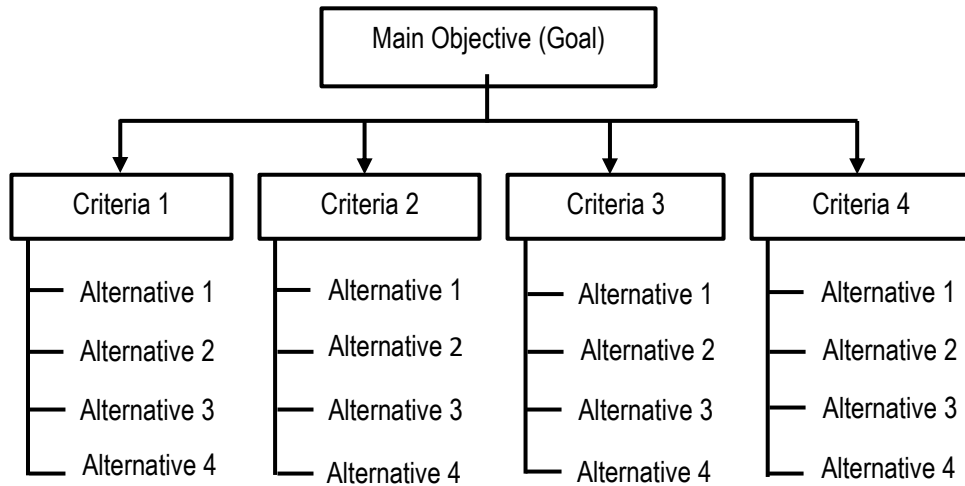 Main Objective (Goal)
Criteria 1
Alternative 1
Alternative 2
Alternative 3
Alternative 4
Criteria 2
Alternative 1
Alternative 2
Alternative 3
Alternative 4
Criteria 3
Alternative 1
Alternative 2
Alternative 3
Alternative 4
Criteria 4
Alternative 1
Alternative 2
Alternative 3
Alternative 4